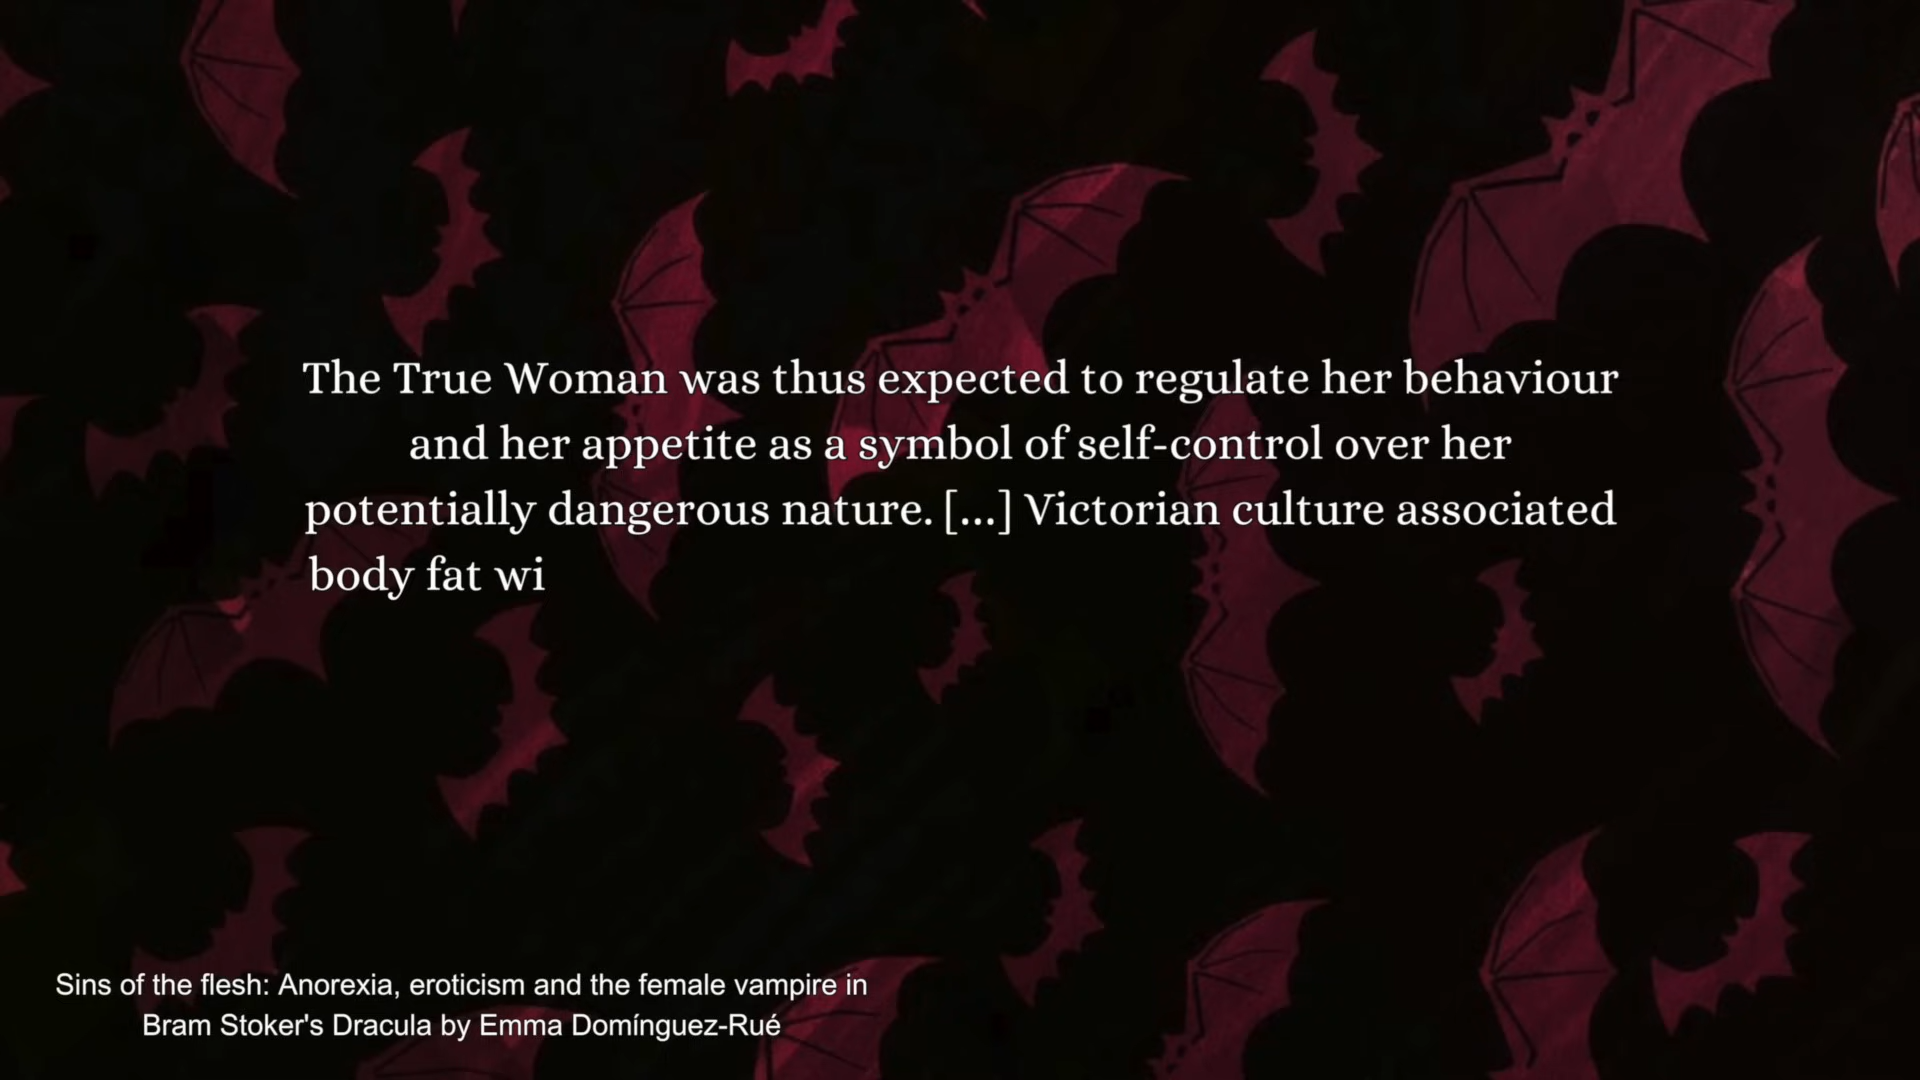 The True Woman was thus expected to regulate her behaviour
and her appetite as a symbol of self-control over her
potentially dangerous nature. [...] Victorian culture associated
body fat wi
Sins of the flesh: Anorexia, eroticism and the female vampire in
Bram Stoker's Dracula by Emma Domínguez-Rué